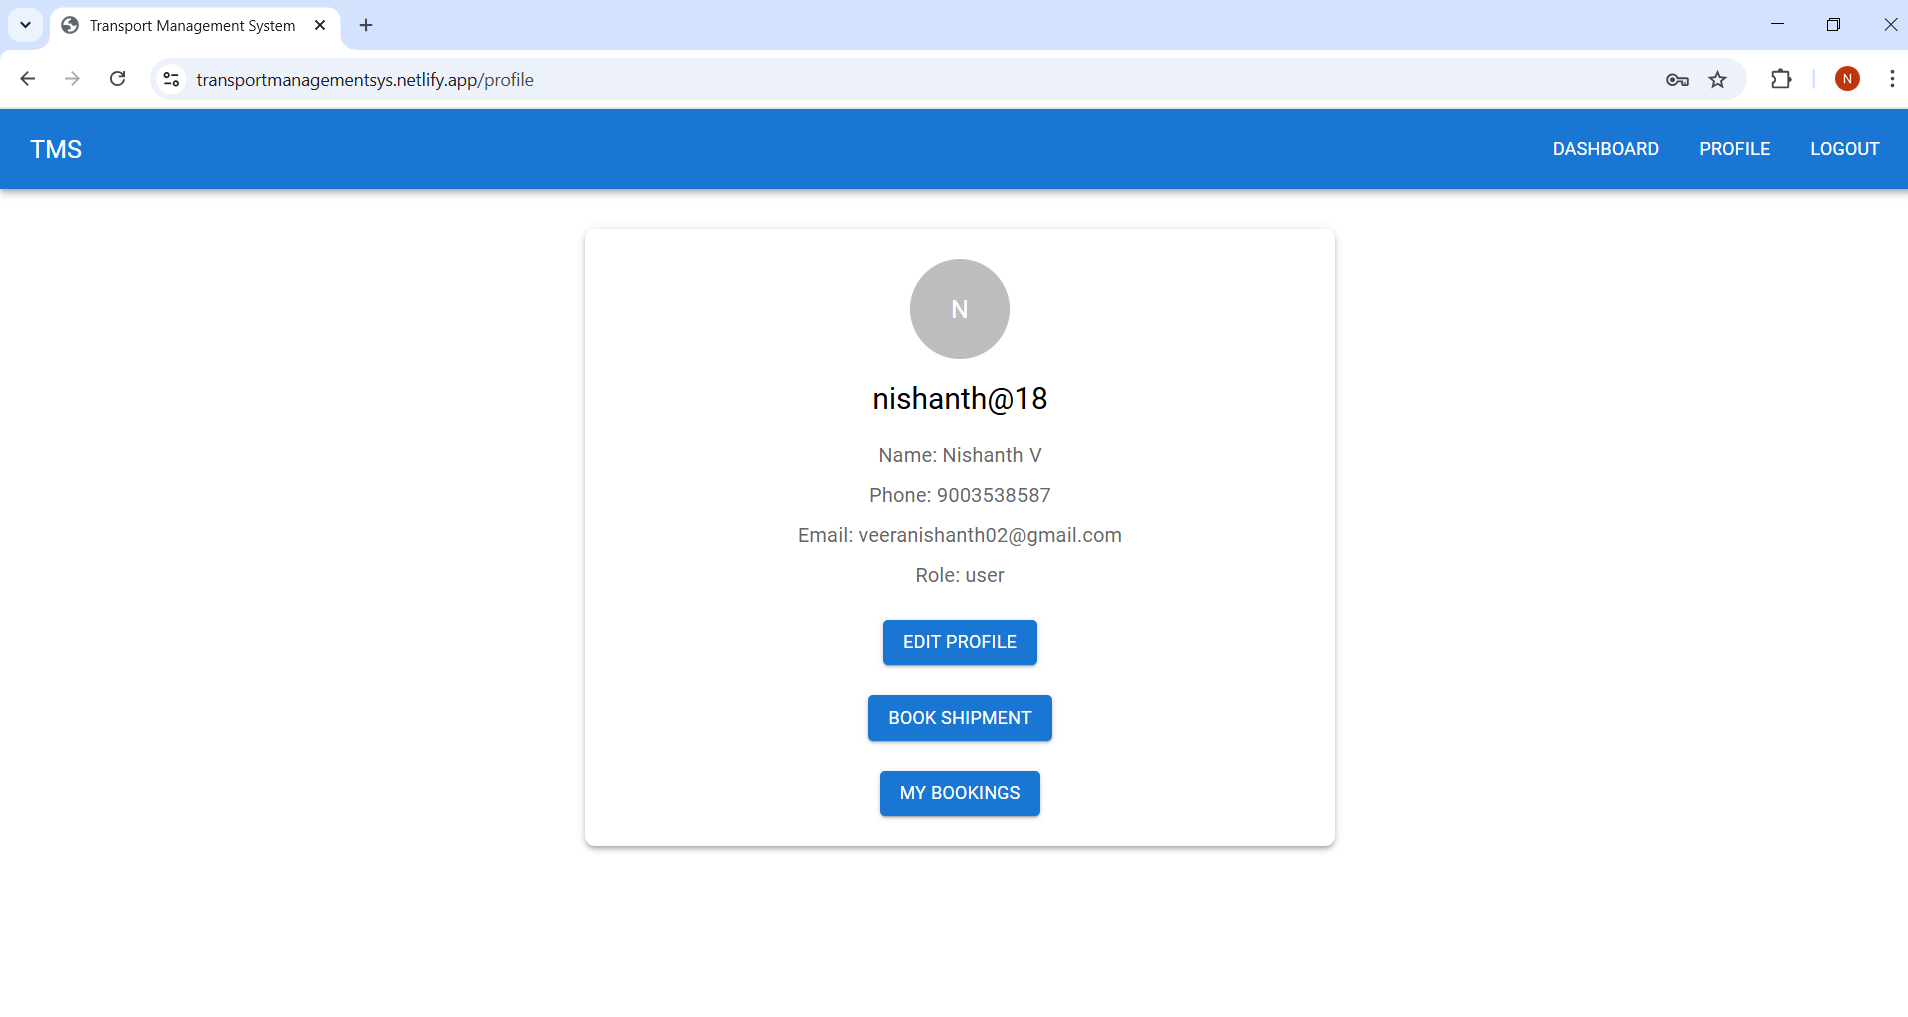 Transport Management System
transportmanagementsys.netlify.app/profile
N
TMS
DASHBOARD PROFILE LOGOUT
N
nishanth@18
Name: Nishanth V
Phone: 9003538587
Email: veeranishanth02@gmail.com
Role: user
EDIT PROFILE
BOOK SHIPMENT
MY BOOKINGS